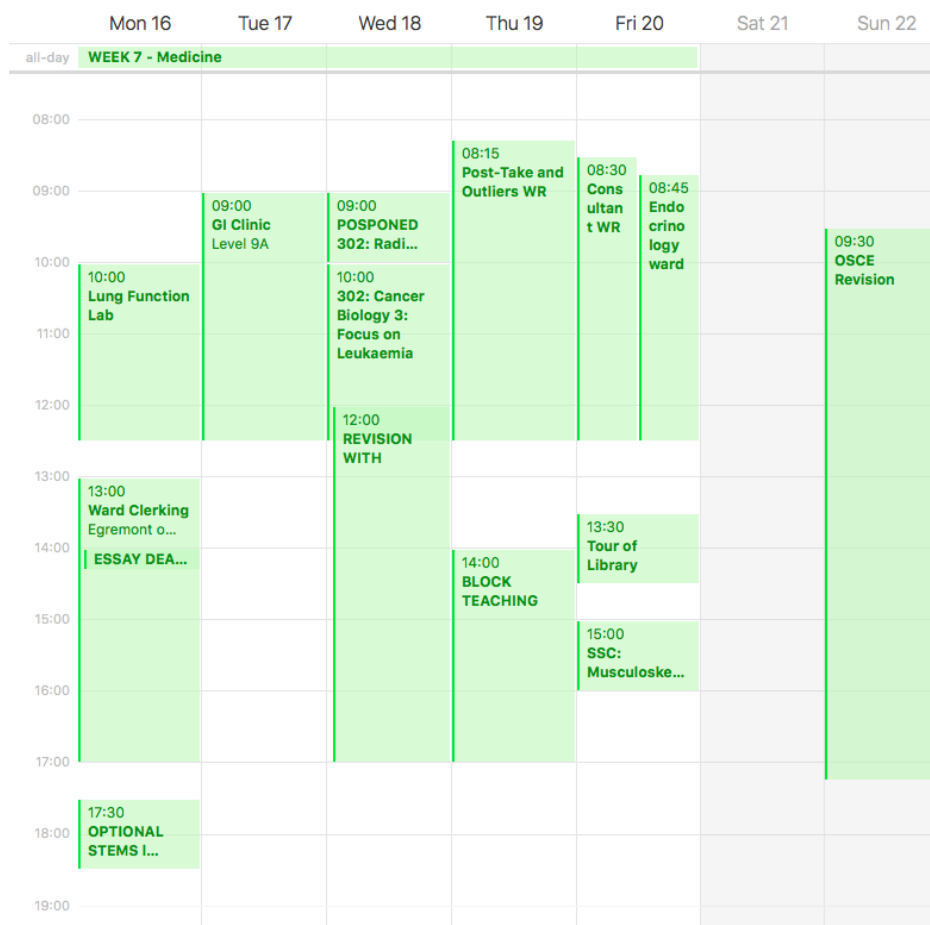 Mon 16
Tue 17
Wed 18
Thu 19
Fri 20
Sat 21
Sun 22
all-day
WEEK 7 - Medicine
08:00
09:00
10:00
11:00
12:00
13:00
14:00
15:00
16:00
17:00
18:00
19:00
10:00
Lung Function
Lab
13:00
Ward Clerking
Egremont o...
ESSAY DEA...
17:30
OPTIONAL
STEMS I...
09:00
GI Clinic
Level 9A
09:00
POSPONED
302: Radi...
10:00
302: Cancer
Biology 3:
Focus on
Leukaemia
12:00
REVISION
WITH
08:15
Post-Take and
Outliers WR
14:00
BLOCK
TEACHING
08:30
Cons
ultan
t WR
08:45
Endo
crino
logy
ward
13:30
Tour of
Library
15:00
SSC:
Musculoske...
09:30
OSCE
Revision